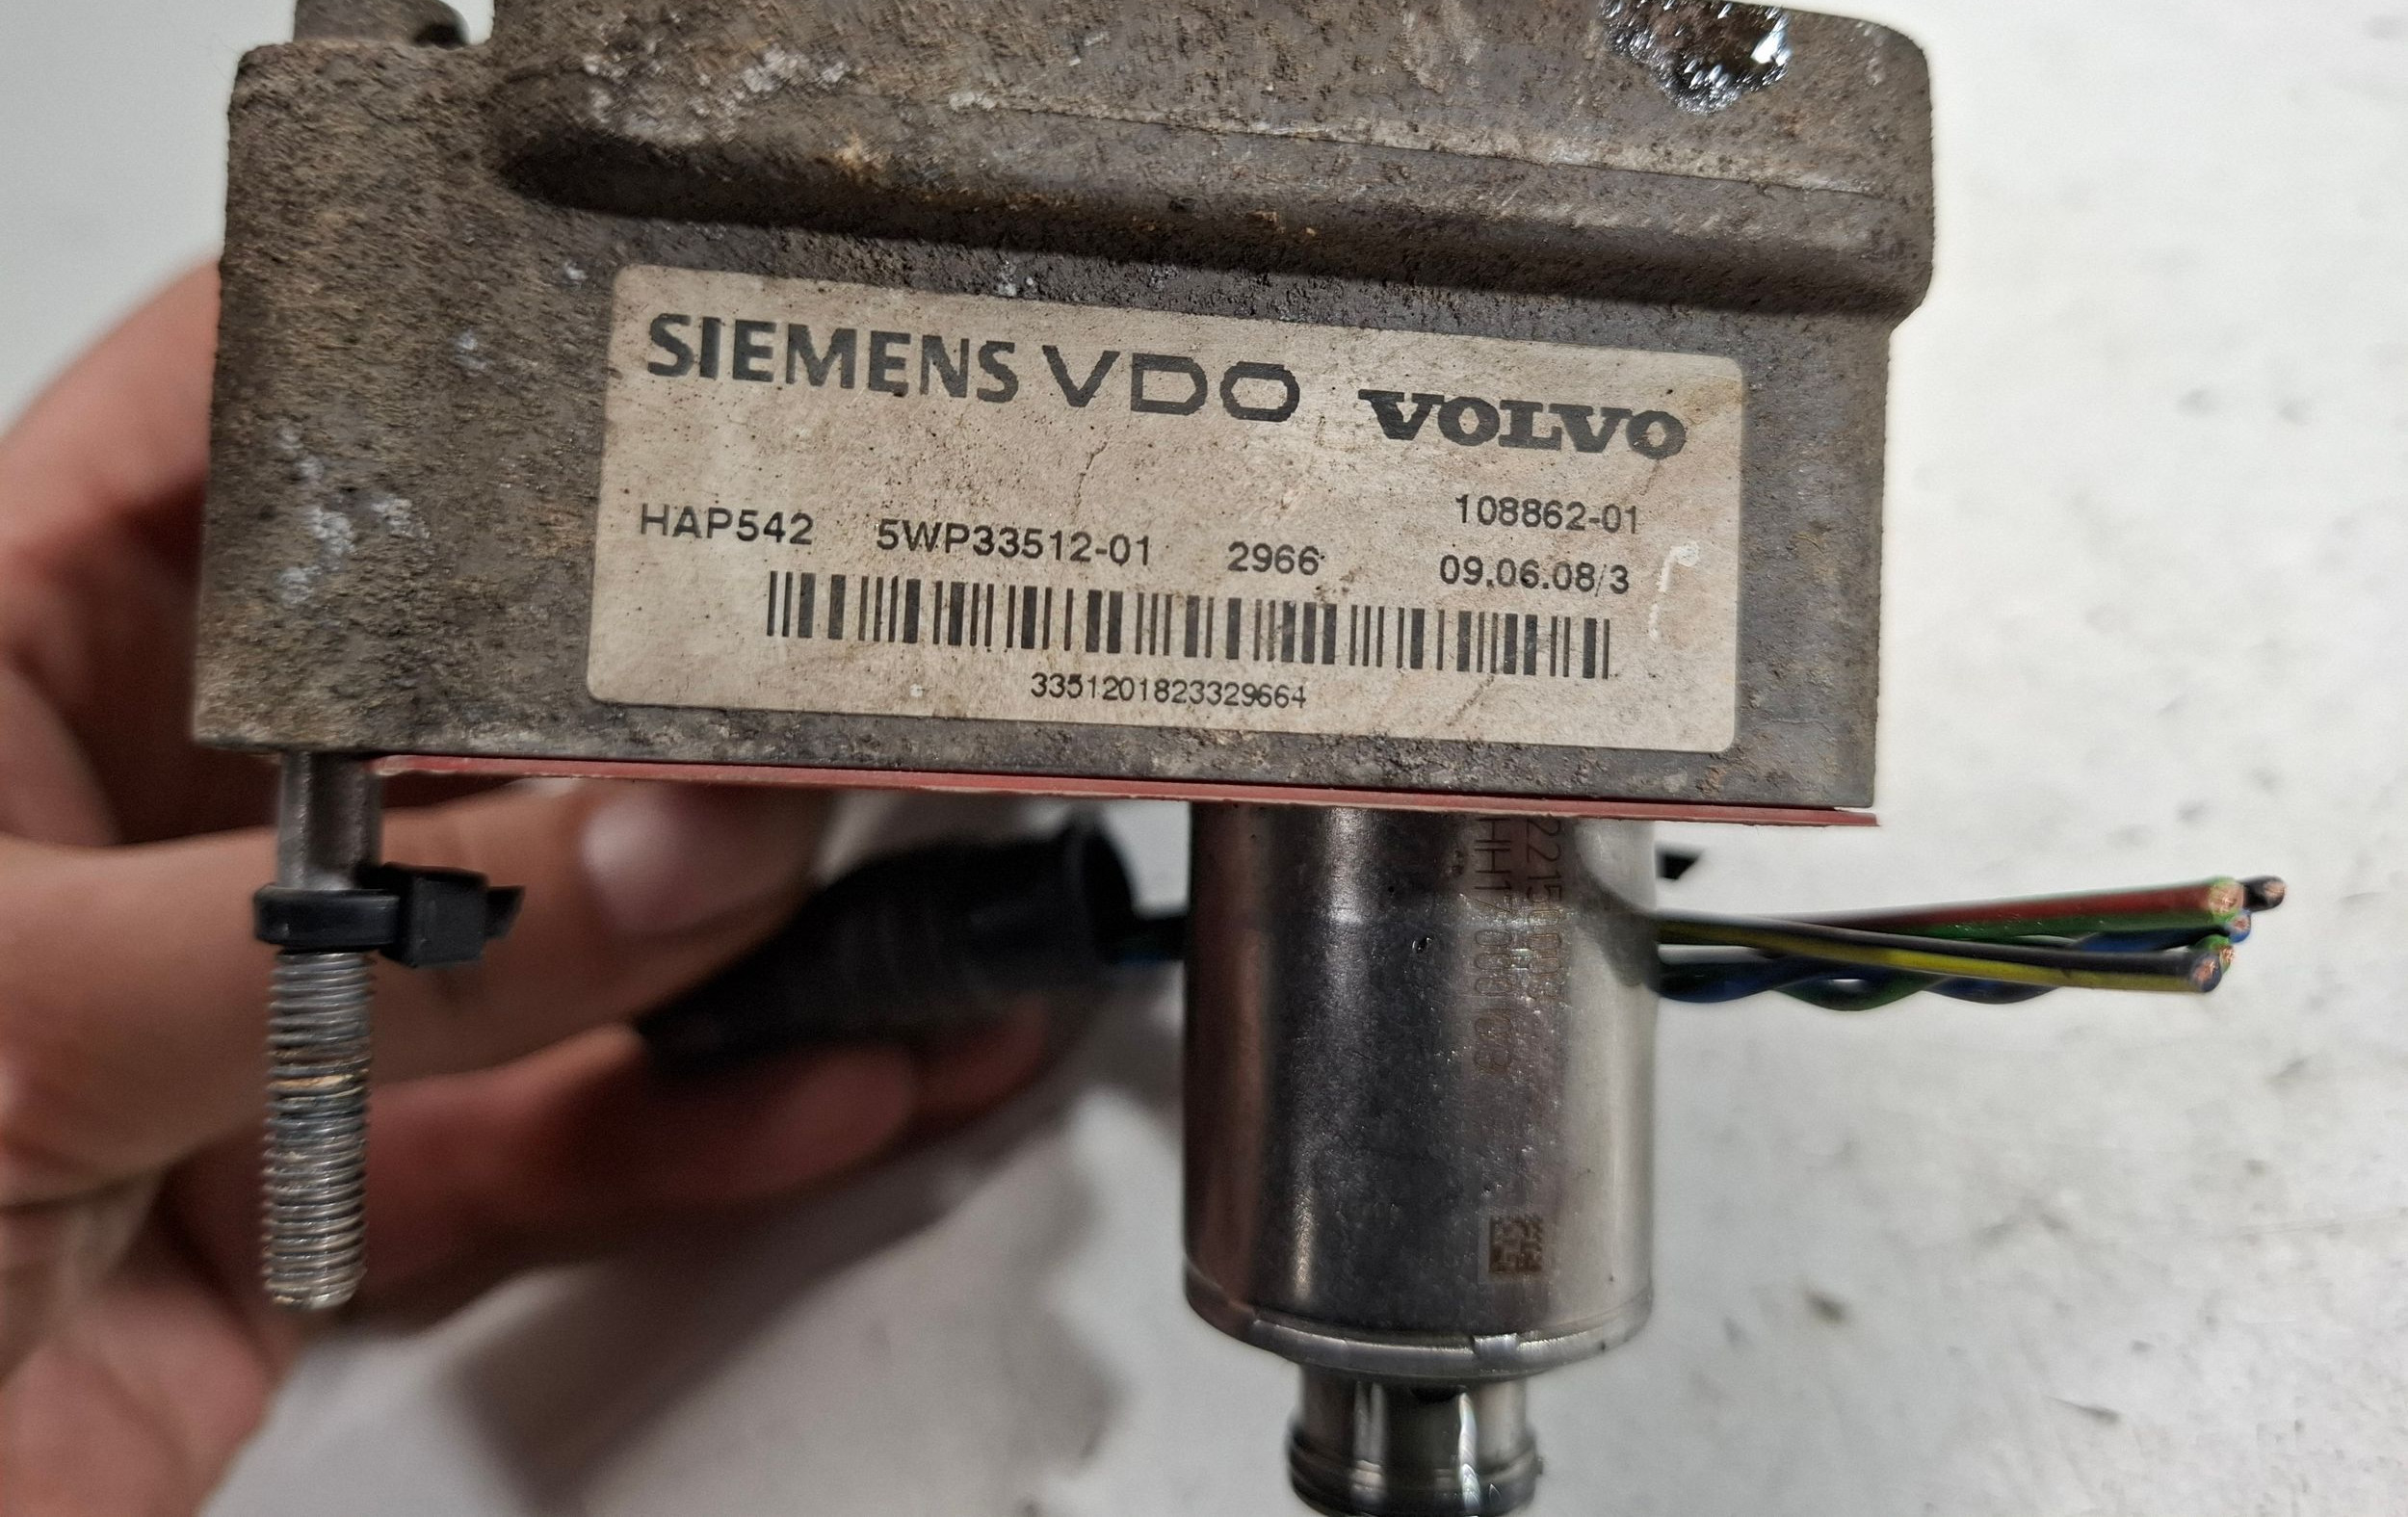 SIEMENS VDO VOLVO
108862-01
HAP542 5WP33512-01 2966 09.06.08/3
3351201823329664